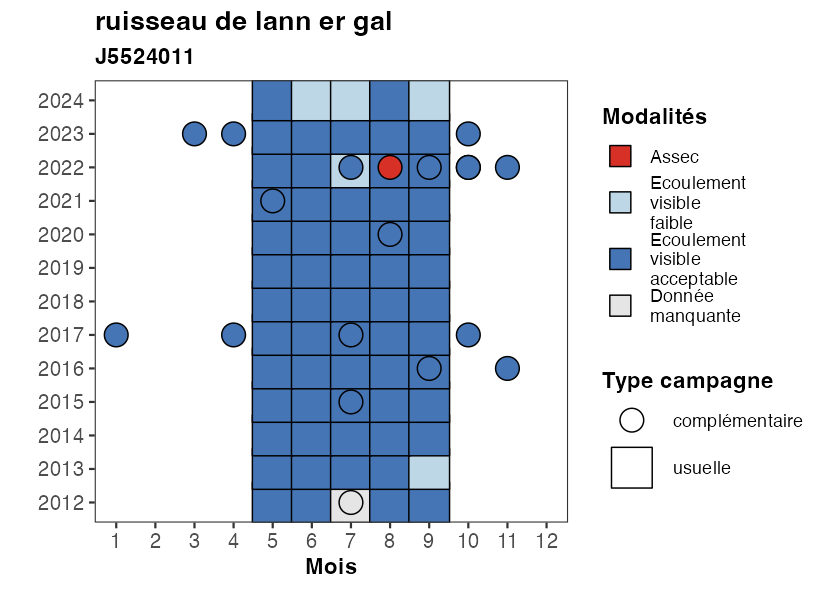 ruisseau de lann er gal
J5524011
2024
2023
2022
2021
2020
2019
2018
2017
2016
2015
2014
2013
2012
1 2 3 4 5 6 7 8 9 10 11 12
Mois
Modalités
Assec
Ecoulement
visible
faible
Ecoulement
visible
acceptable
Donnée
manquante
Type campagne
complémentaire
usuelle